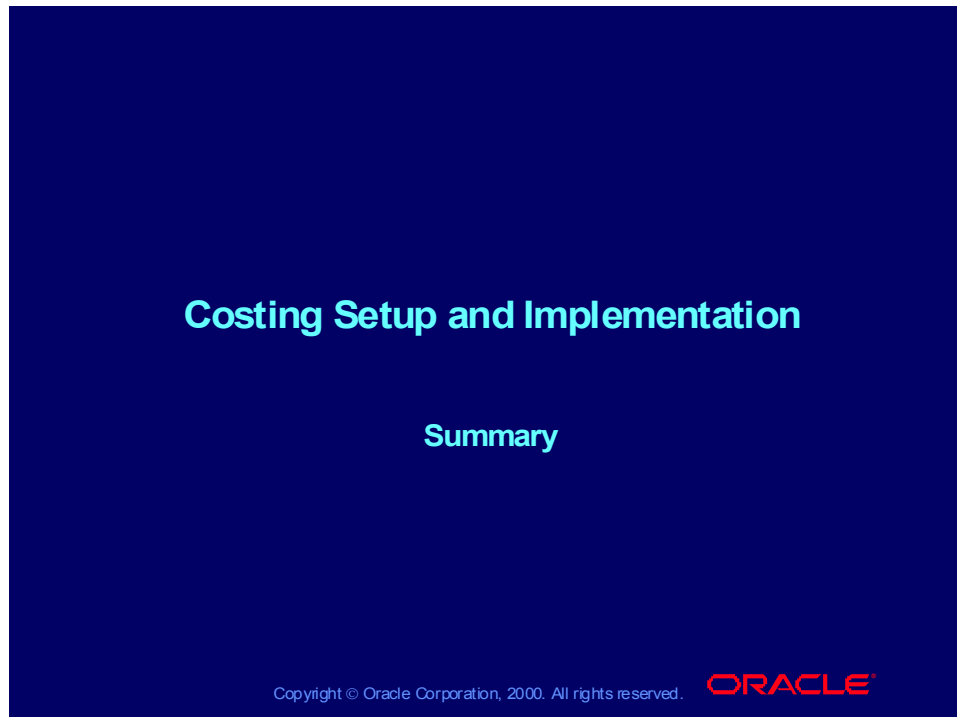 Costing Setup and Implementation
Summary
Copyright © Oracle Corporation, 2000. All rights reserved.
ORACLE®